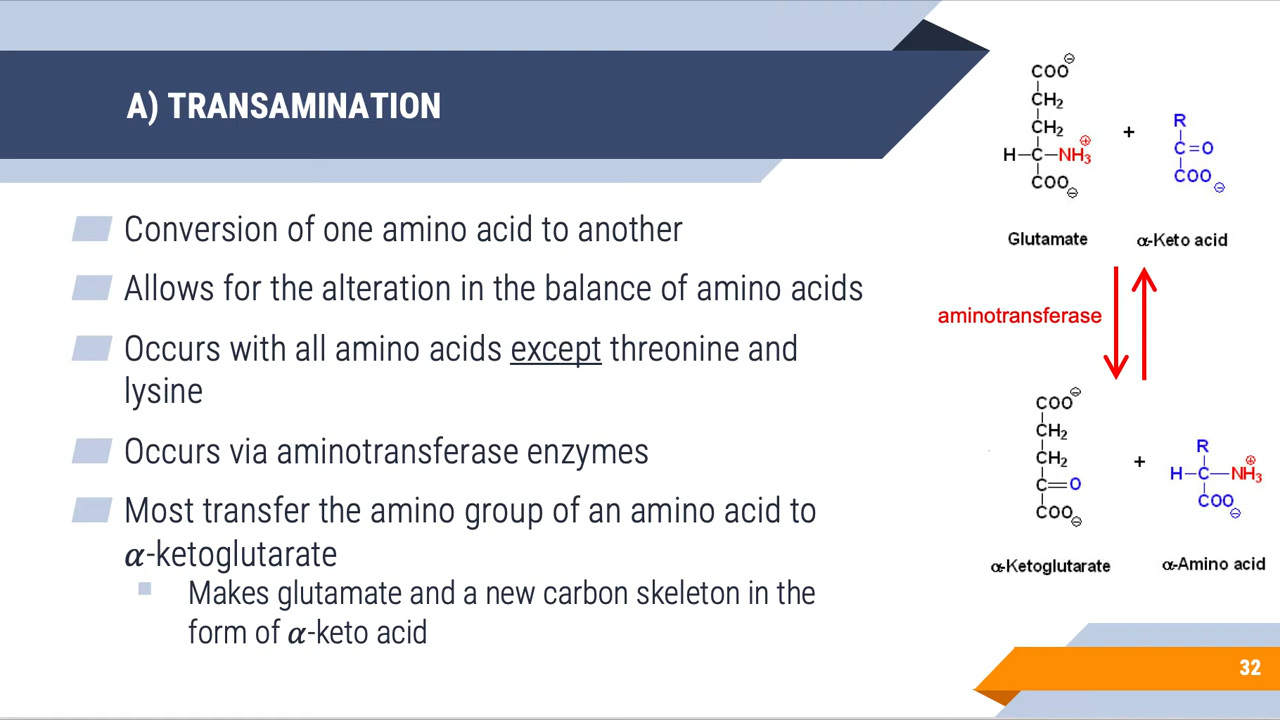 A) TRANSAMINATION
Conversion of one amino acid to another
Allows for the alteration in the balance of amino acids
Occurs with all amino acids except threonine and
lysine
Occurs via aminotransferase enzymes
Most transfer the amino group of an amino acid to
α-ketoglutarate
Makes glutamate and a new carbon skeleton in the
form of α-keto acid
COO⊖
CH₂
CH₂
H–C–NH₃⊕
COO⊖
Glutamate
+
R
C=O
COO⊖
α-Keto acid
aminotransferase
COO⊖
CH₂
CH₂
C=O
COO⊖
α-Ketoglutarate
+
R
H–C–NH₃⊕
COO⊖
α-Amino acid
32